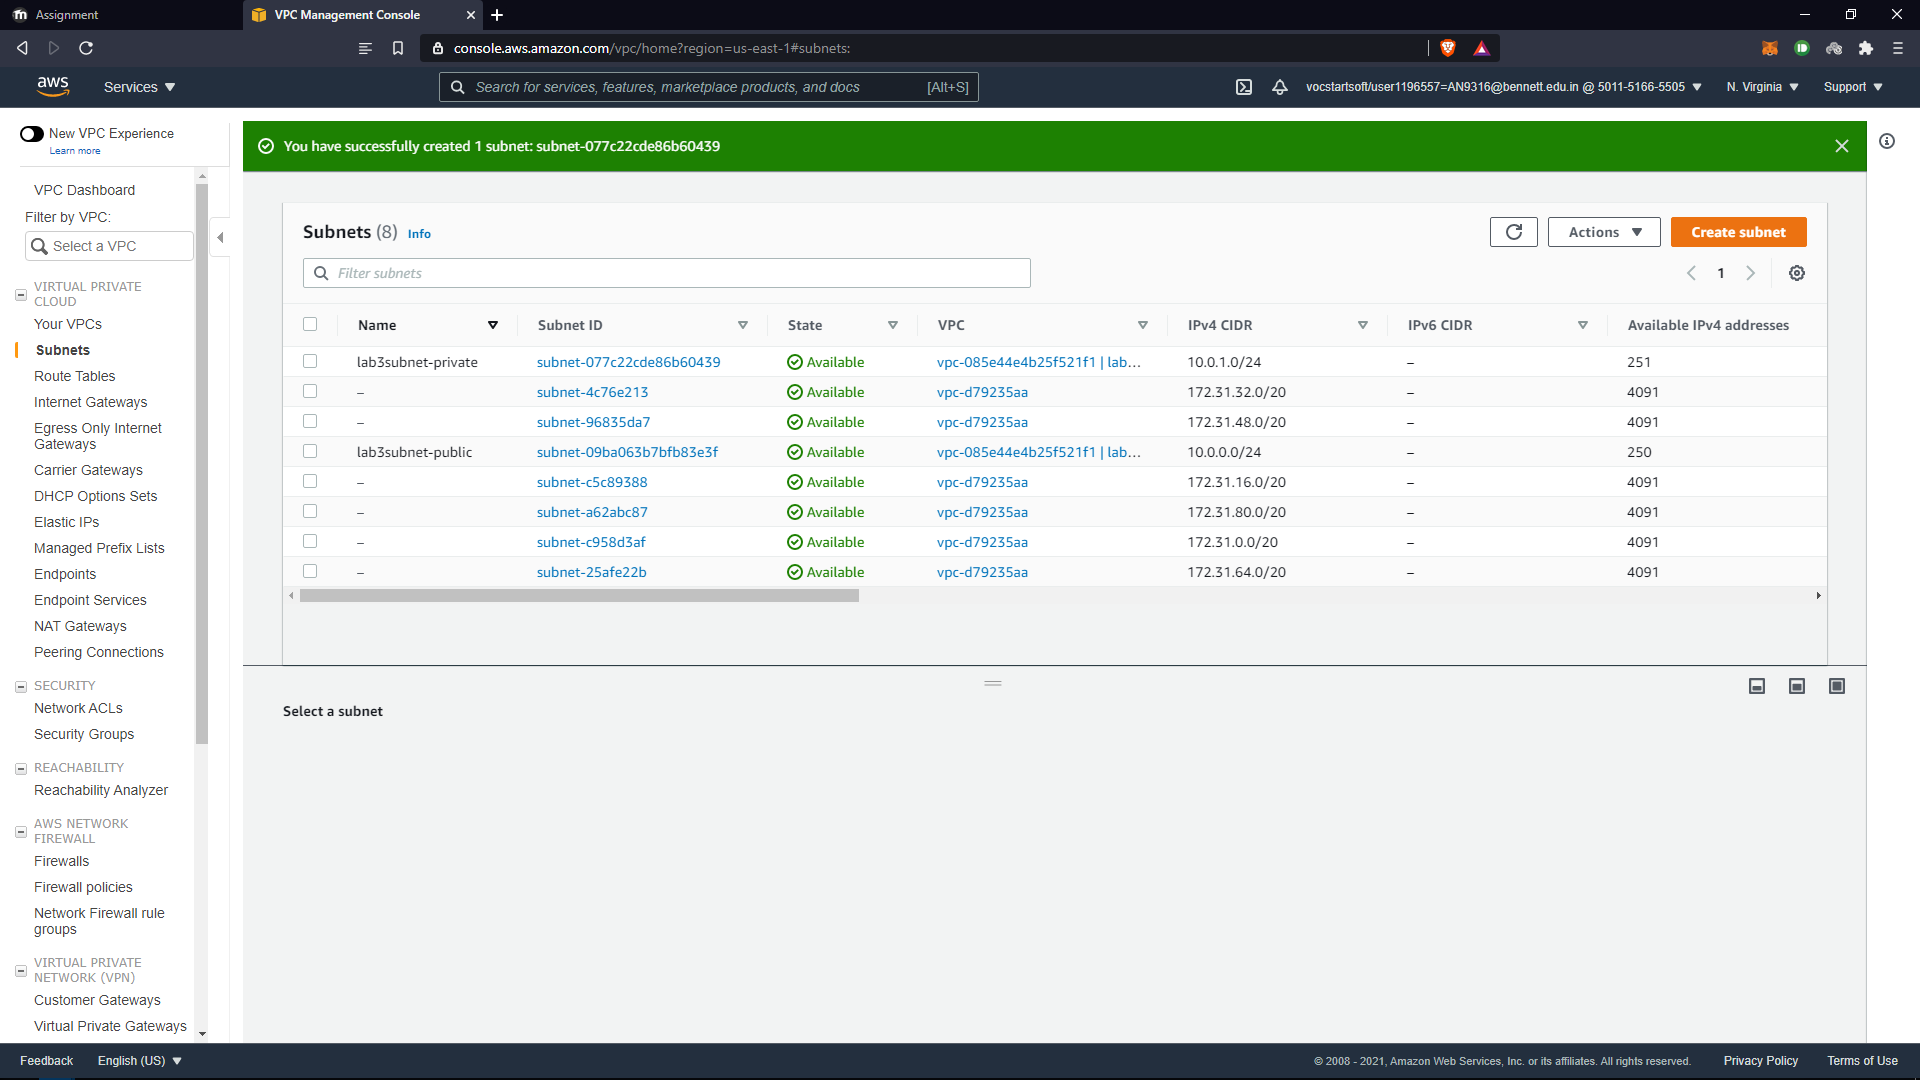 Assignment
VPC Management Console
console.aws.amazon.com/vpc/home?region=us-east-1#subnets:
aws
Services
Search for services, features, marketplace products, and docs
[Alt+S]
vocstartsoft/user1196557=AN9316@bennett.edu.in @ 5011-5166-5505
N. Virginia
Support
New VPC Experience
Learn more
VPC Dashboard
Filter by VPC:
Select a VPC
VIRTUAL PRIVATE
CLOUD
Your VPCs
Subnets
Route Tables
Internet Gateways
Egress Only Internet
Gateways
Carrier Gateways
DHCP Options Sets
Elastic IPs
Managed Prefix Lists
Endpoints
Endpoint Services
NAT Gateways
Peering Connections
SECURITY
Network ACLs
Security Groups
REACHABILITY
Reachability Analyzer
AWS NETWORK
FIREWALL
Firewalls
Firewall policies
Network Firewall rule
groups
VIRTUAL PRIVATE
NETWORK (VPN)
Customer Gateways
Virtual Private Gateways
You have successfully created 1 subnet: subnet-077c22cde86b60439
Subnets (8) Info
Actions
Create subnet
Filter subnets
1
Name Subnet ID State VPC IPv4 CIDR IPv6 CIDR Available IPv4 addresses
lab3subnet-private subnet-077c22cde86b60439 Available vpc-085e44e4b25f521f1 | lab... 10.0.1.0/24 – 251
– subnet-4c76e213 Available vpc-d79235aa 172.31.32.0/20 – 4091
– subnet-96835da7 Available vpc-d79235aa 172.31.48.0/20 – 4091
lab3subnet-public subnet-09ba063b7bfb83e3f Available vpc-085e44e4b25f521f1 | lab... 10.0.0.0/24 – 250
– subnet-c5c89388 Available vpc-d79235aa 172.31.16.0/20 – 4091
– subnet-a62abc87 Available vpc-d79235aa 172.31.80.0/20 – 4091
– subnet-c958d3af Available vpc-d79235aa 172.31.0.0/20 – 4091
– subnet-25afe22b Available vpc-d79235aa 172.31.64.0/20 – 4091
Select a subnet
Feedback
English (US)
© 2008 - 2021, Amazon Web Services, Inc. or its affiliates. All rights reserved.
Privacy Policy
Terms of Use